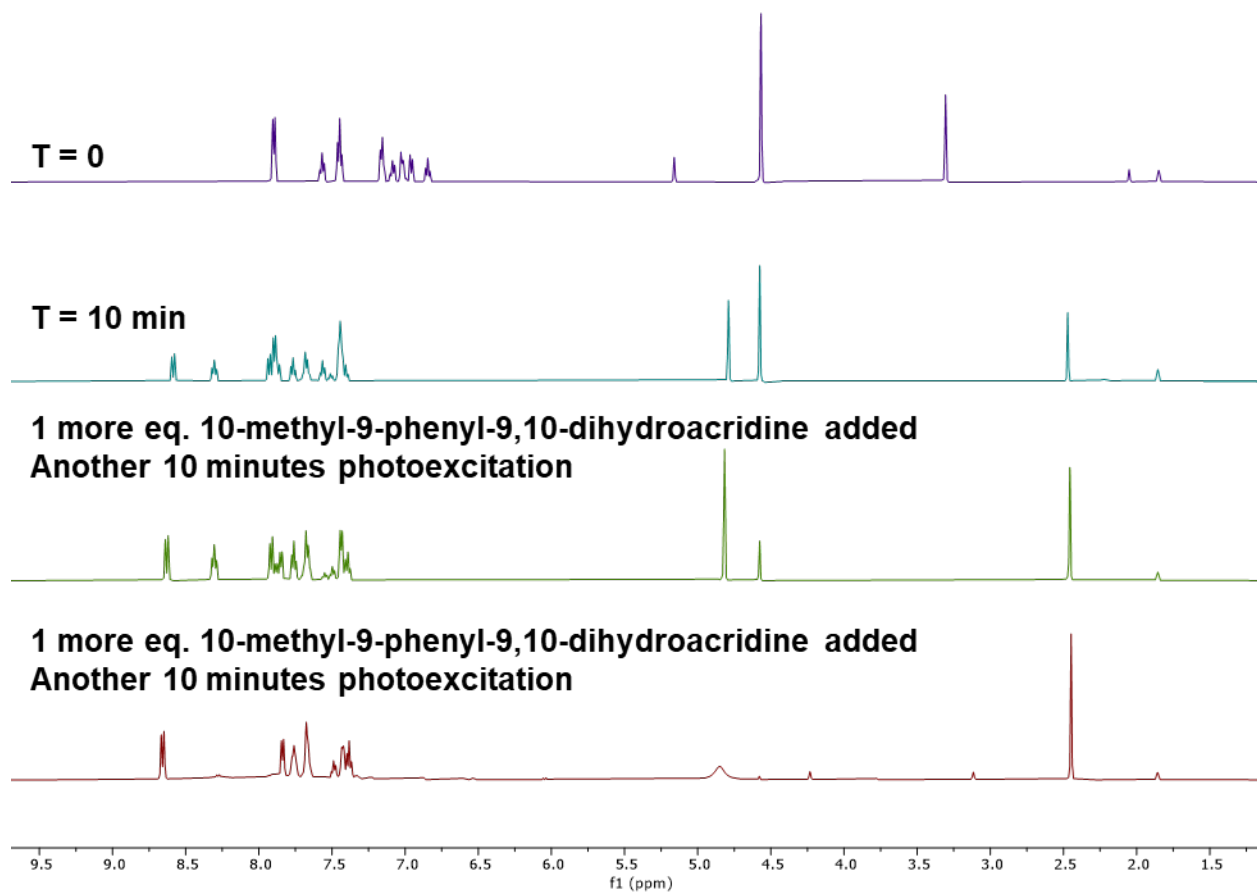 T = 0
T = 10 min
1 more eq. 10-methyl-9-phenyl-9,10-dihydroacridine added
Another 10 minutes photoexcitation
1 more eq. 10-methyl-9-phenyl-9,10-dihydroacridine added
Another 10 minutes photoexcitation
9.5 9.0 8.5 8.0 7.5 7.0 6.5 6.0 5.5 5.0 4.5 4.0 3.5 3.0 2.5 2.0 1.5
f1 (ppm)